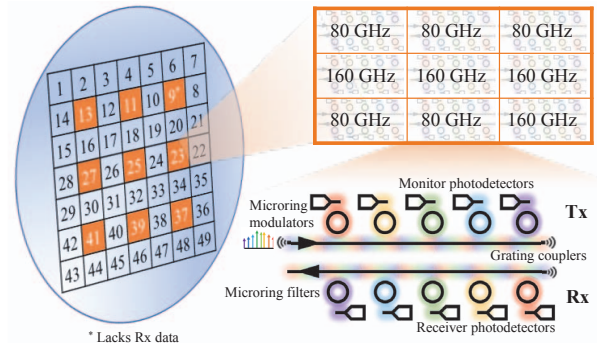 1 2 3 4 5 6 7
14 13 12 11 10 9* 8
15 16 17 18 19 20 21
28 27 26 25 24 23 22
29 30 31 32 33 34 35
42 41 40 39 38 37 36
43 44 45 46 47 48 49
* Lacks Rx data
80 GHz 80 GHz 80 GHz
160 GHz 160 GHz 160 GHz
80 GHz 80 GHz 160 GHz
Monitor photodetectors
Microring
modulators
Tx
Grating couplers
Microring filters
Rx
Receiver photodetectors